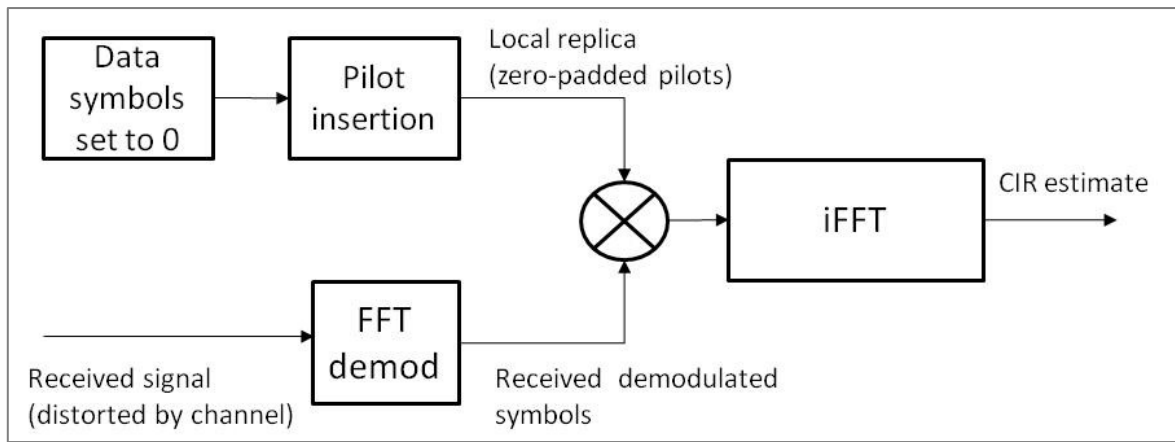 Data
symbols
set to 0
Pilot
insertion
Local replica
(zero-padded pilots)
iFFT
CIR estimate
FFT
demod
Received signal
(distorted by channel)
Received demodulated
symbols